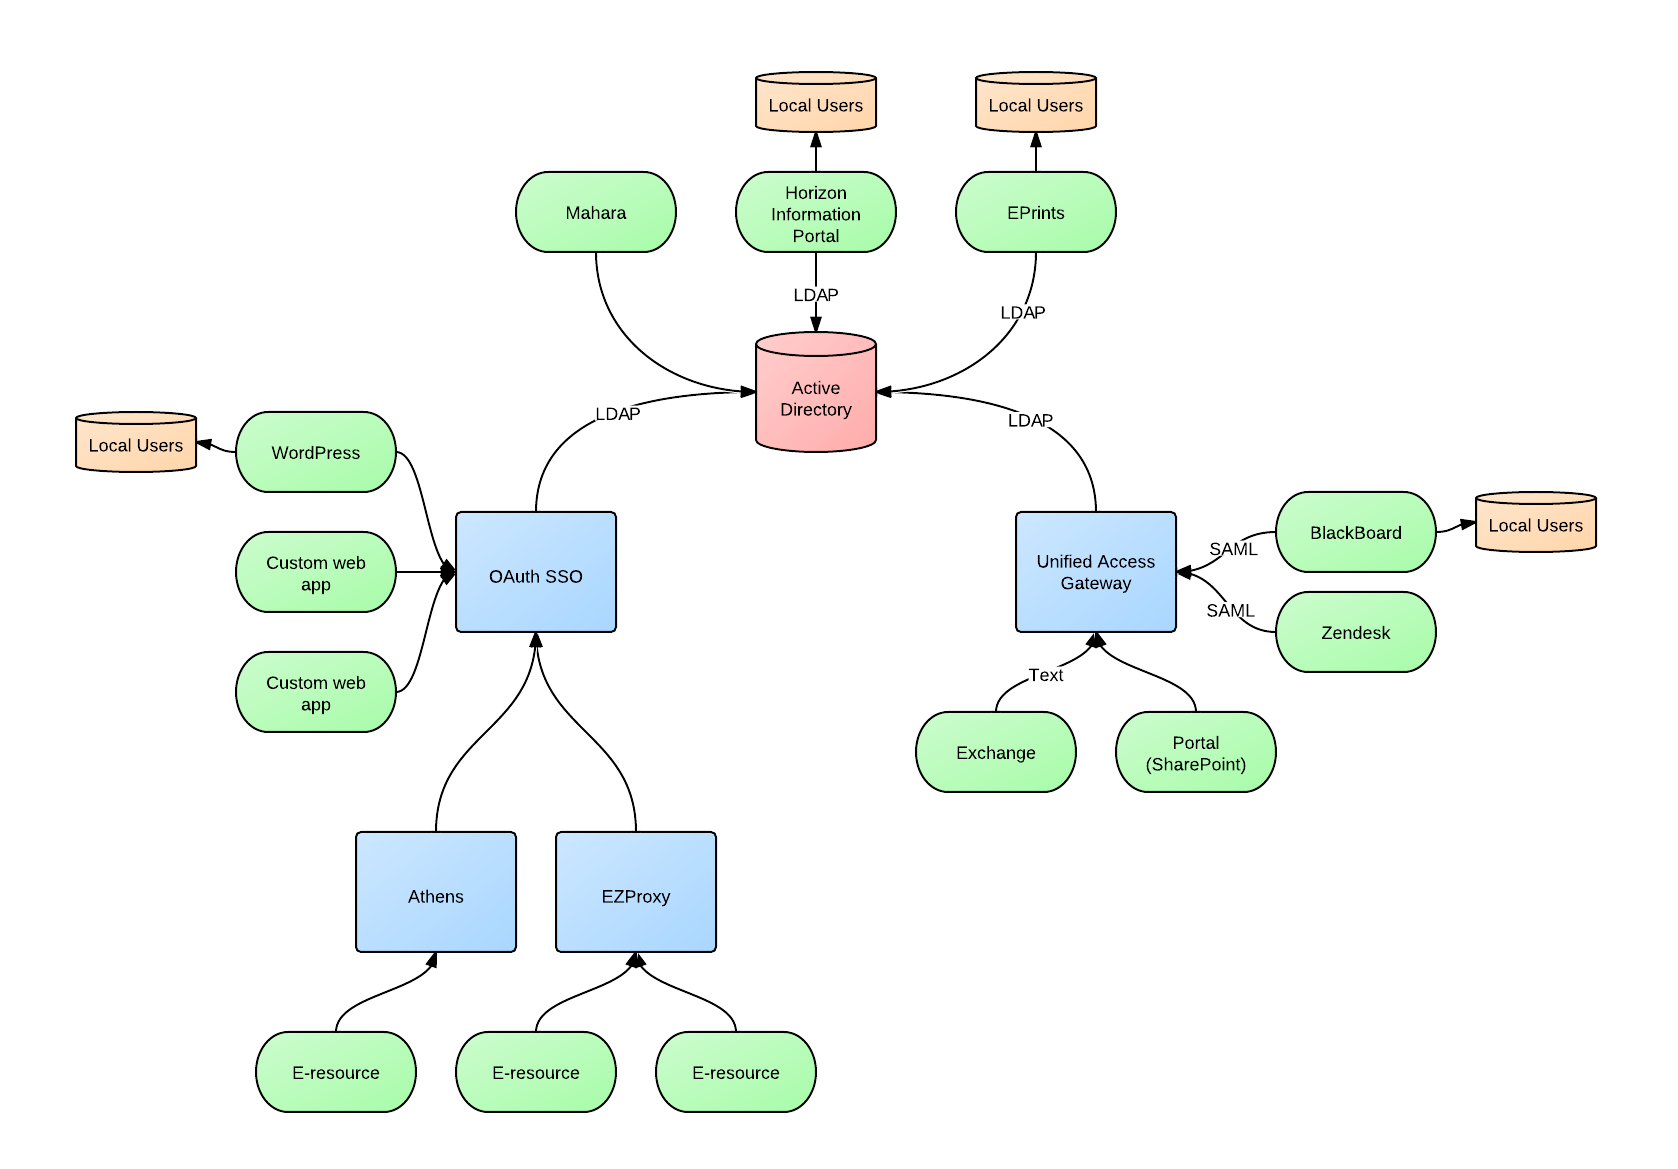 Local Users
Local Users
Mahara
Horizon
Information
Portal
EPrints
LDAP
LDAP
Active
Directory
LDAP
LDAP
Local Users
WordPress
Custom web
app
Custom web
app
OAuth SSO
Unified Access
Gateway
SAML
SAML
BlackBoard
Local Users
Zendesk
Text
Exchange
Portal
(SharePoint)
Athens
EZProxy
E-resource
E-resource
E-resource